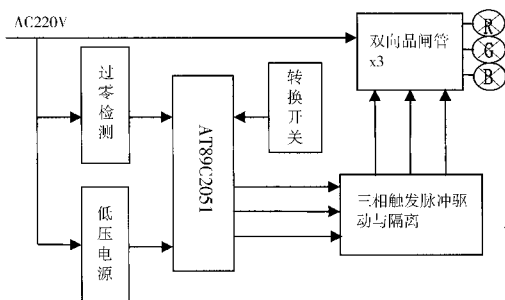 AC220V
双向晶闸管
x3
R
G
B
过零检测
AT89C2051
转换开关
低压电源
三相触发脉冲驱
动与隔离